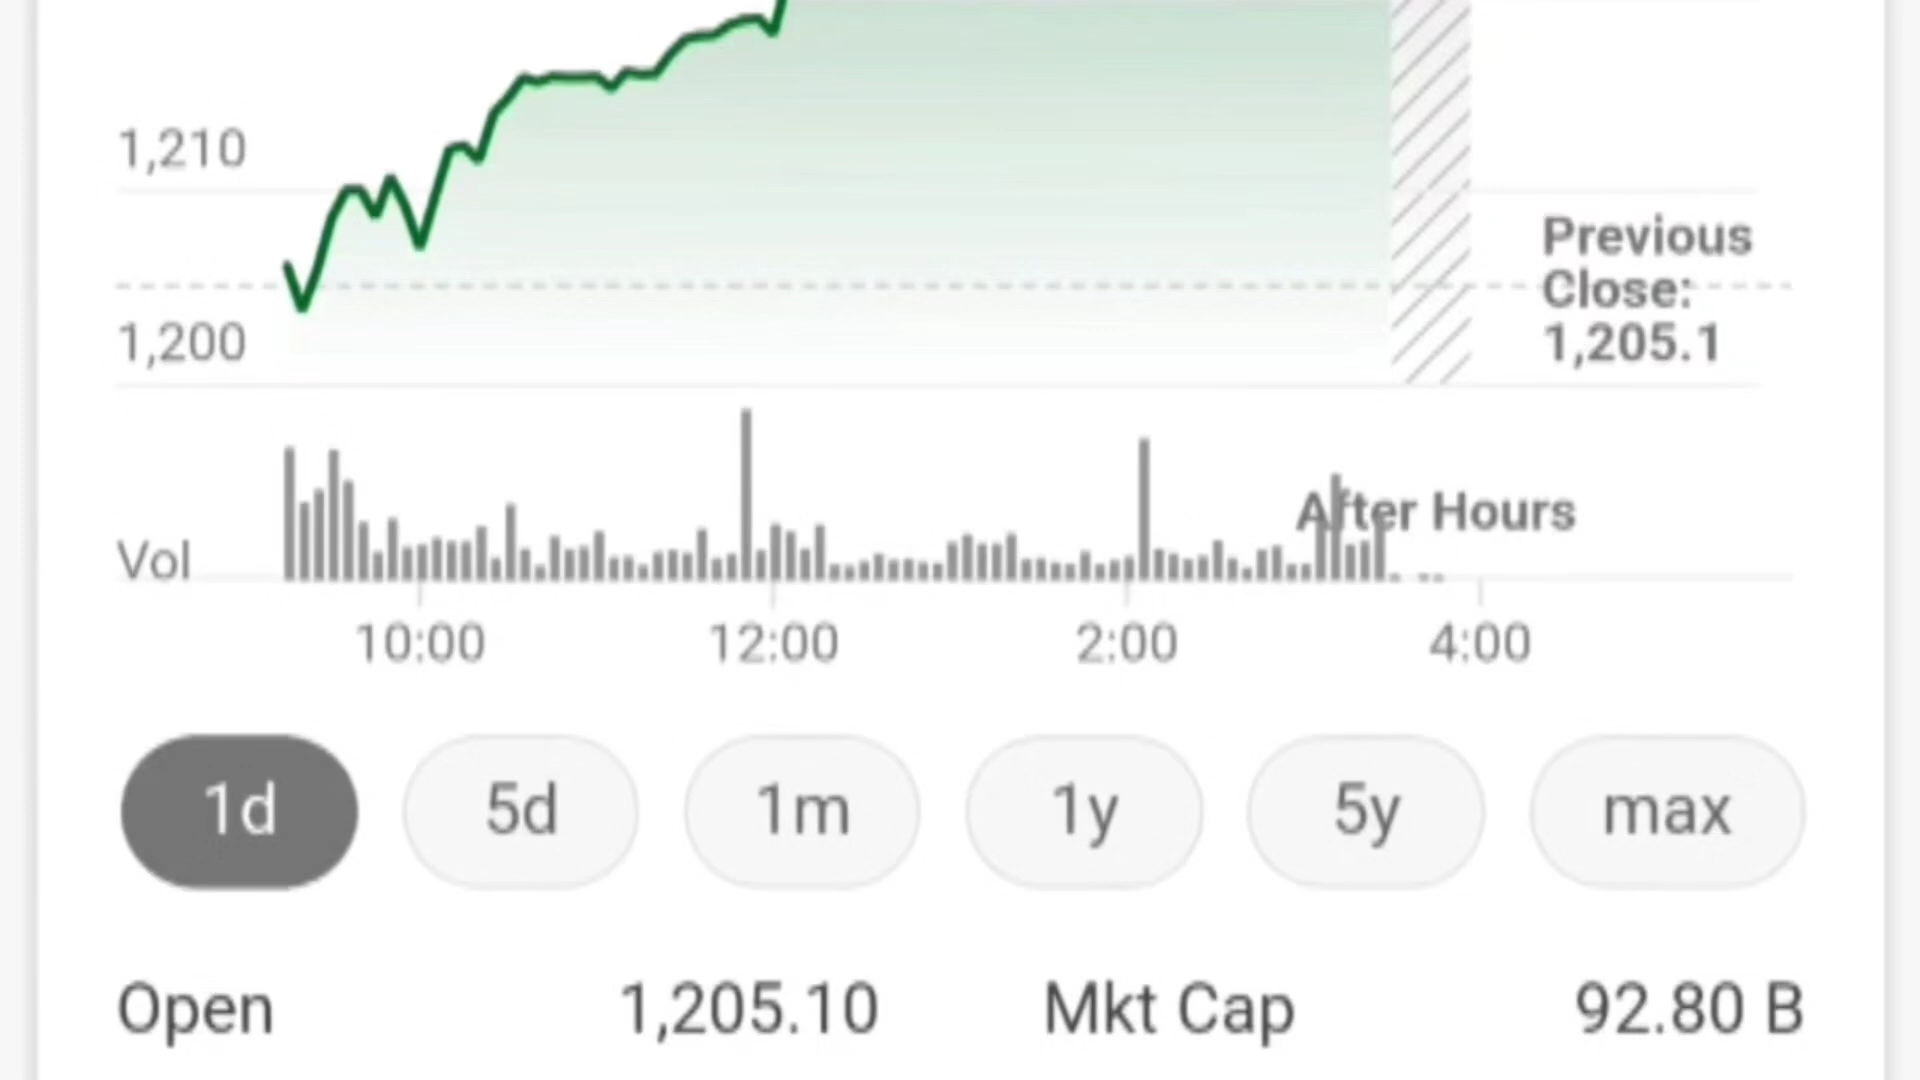 1,210
Previous
Close:
1,205.1
1,200
After Hours
Vol
10:00 12:00 2:00 4:00
1d 5d 1m 1y 5y max
Open 1,205.10 Mkt Cap 92.80 B